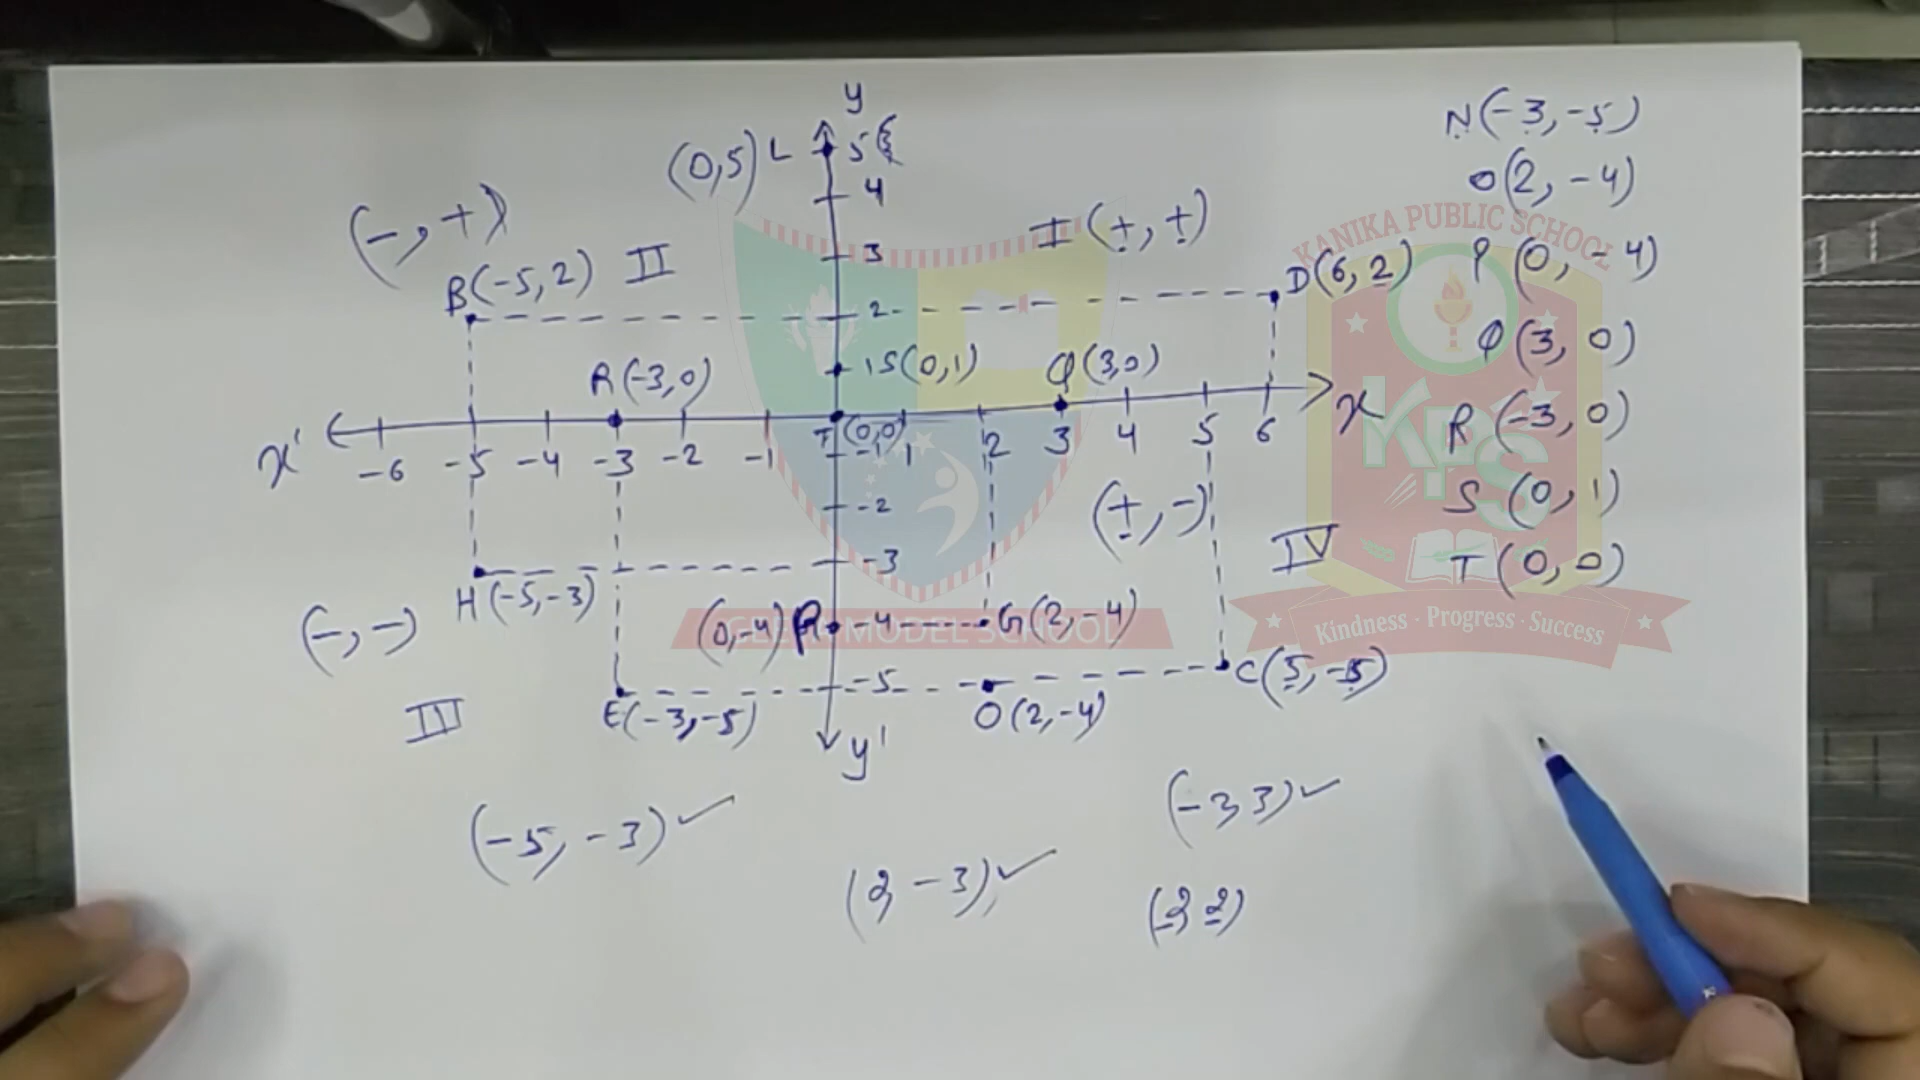 y
N(-3, -5)
(0,5) L 5
O(2, -4)
4
(-, +)
I (+, +)
KANIKA PUBLIC SCHOOL
3
P (0, -4)
B(-5, 2) II
D(6, 2)
2
Q (3, 0)
R(-3,0)
1 S(0,1)
Q (3,0)
x
R (-3, 0)
KPS
x'
-6 -5 -4 -3 -2 -1 T (0,0) 1 2 3 4 5 6
-1
S (0, 1)
-2
(+, -)
IV
T (0, 0)
-3
H(-5,-3)
(-, -)
(0,-4) P -4 G(2, -4)
MODEL SCHOOL
Kindness · Progress · Success
-5
C(5, -5)
III
E(-3,-5)
O(2,-4)
y'
(-5, -3) ✓
(-3, 3) ✓
(2, -3), ✓
(2, 2)